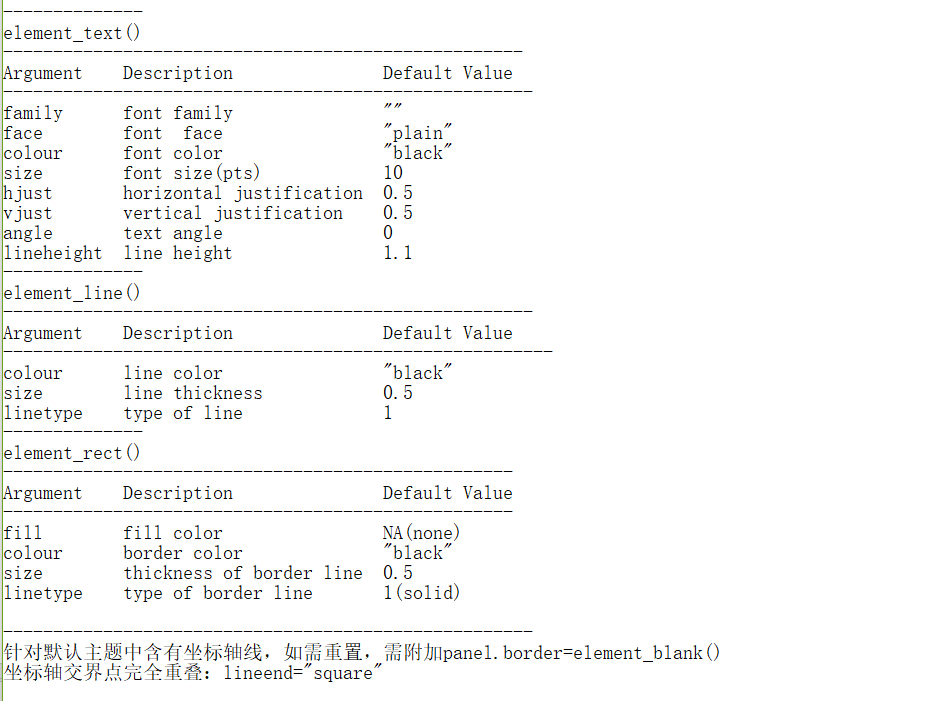 --------------
element_text()
----------------------------------------------------
Argument    Description               Default Value
-----------------------------------------------------
family      font family               ""
face        font  face                "plain"
colour      font color                "black"
size        font size(pts)            10
hjust       horizontal justification  0.5
vjust       vertical justification    0.5
angle       text angle                0
lineheight  line height               1.1
--------------
element_line()
-----------------------------------------------------
Argument    Description               Default Value
-------------------------------------------------------
colour      line color                "black"
size        line thickness            0.5
linetype    type of line              1
--------------
element_rect()
---------------------------------------------------
Argument    Description               Default Value
---------------------------------------------------
fill        fill color                NA(none)
colour      border color              "black"
size        thickness of border line  0.5
linetype    type of border line       1(solid)
-----------------------------------------------------
针对默认主题中含有坐标轴线，如需重置，需附加panel.border=element_blank()
坐标轴交界点完全重叠：lineend="square"